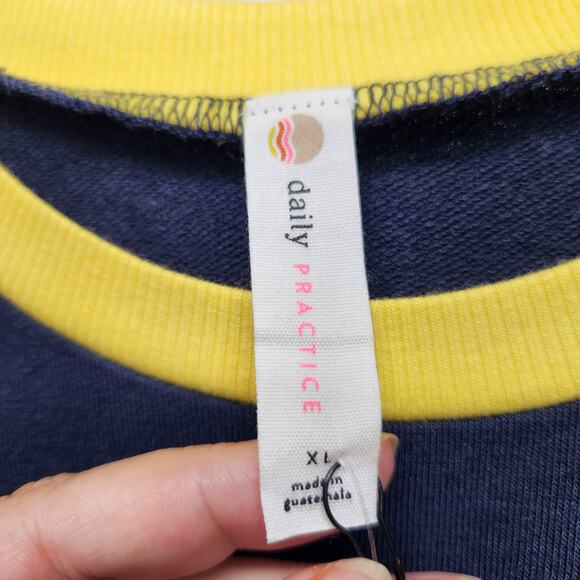 daily
PRACTICE
XL
made in
guatemala